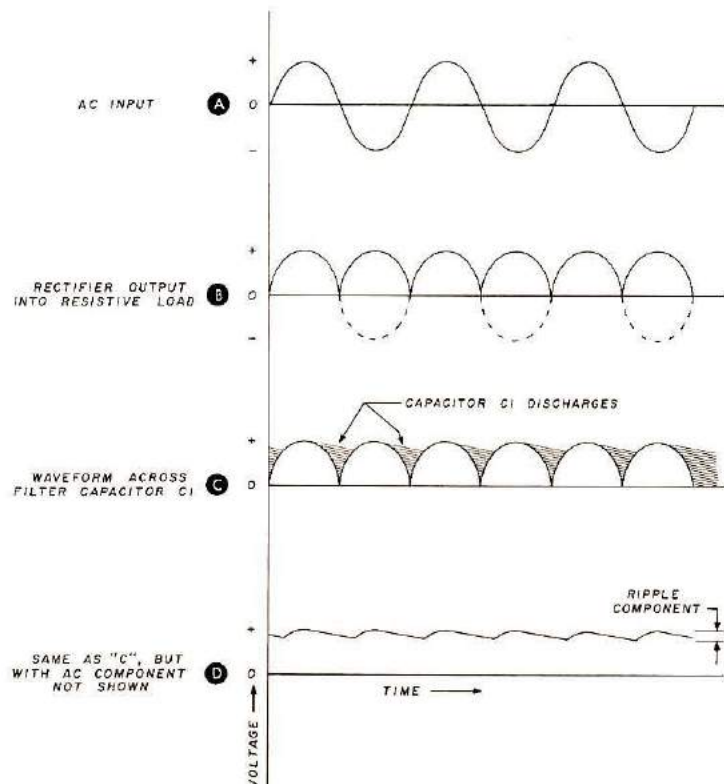 +
AC INPUT A 0
-
+
RECTIFIER OUTPUT
INTO RESISTIVE LOAD B 0
-
CAPACITOR C1 DISCHARGES
+
WAVEFORM ACROSS
FILTER CAPACITOR C1 C 0
RIPPLE
COMPONENT
+
SAME AS "C", BUT
WITH AC COMPONENT D 0
NOT SHOWN
TIME
VOLTAGE